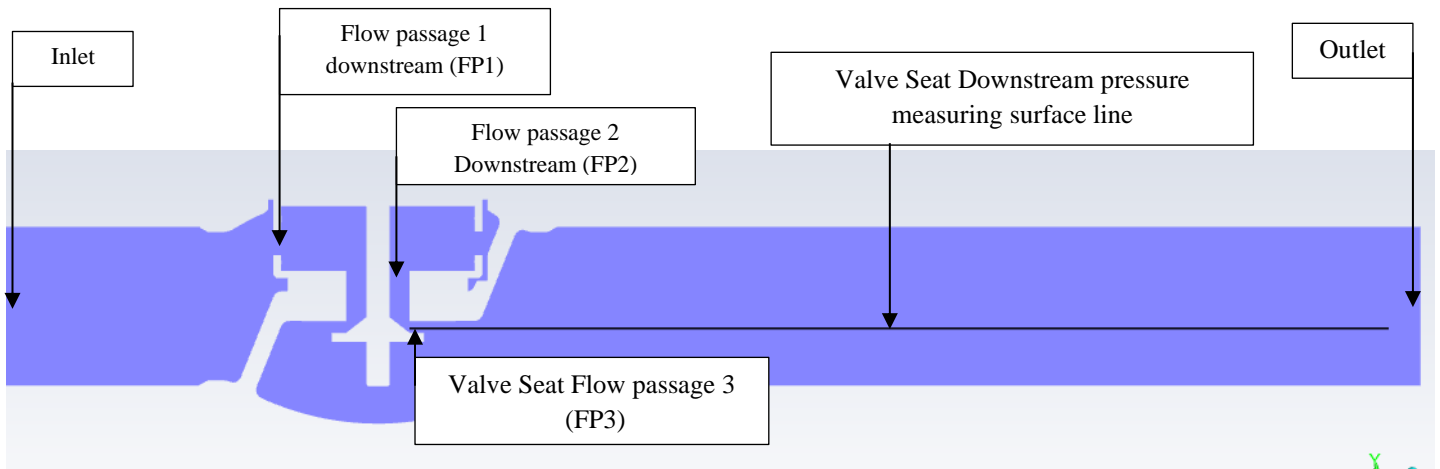 Inlet
Flow passage 1
downstream (FP1)
Flow passage 2
Downstream (FP2)
Valve Seat Downstream pressure
measuring surface line
Outlet
Valve Seat Flow passage 3
(FP3)
Y